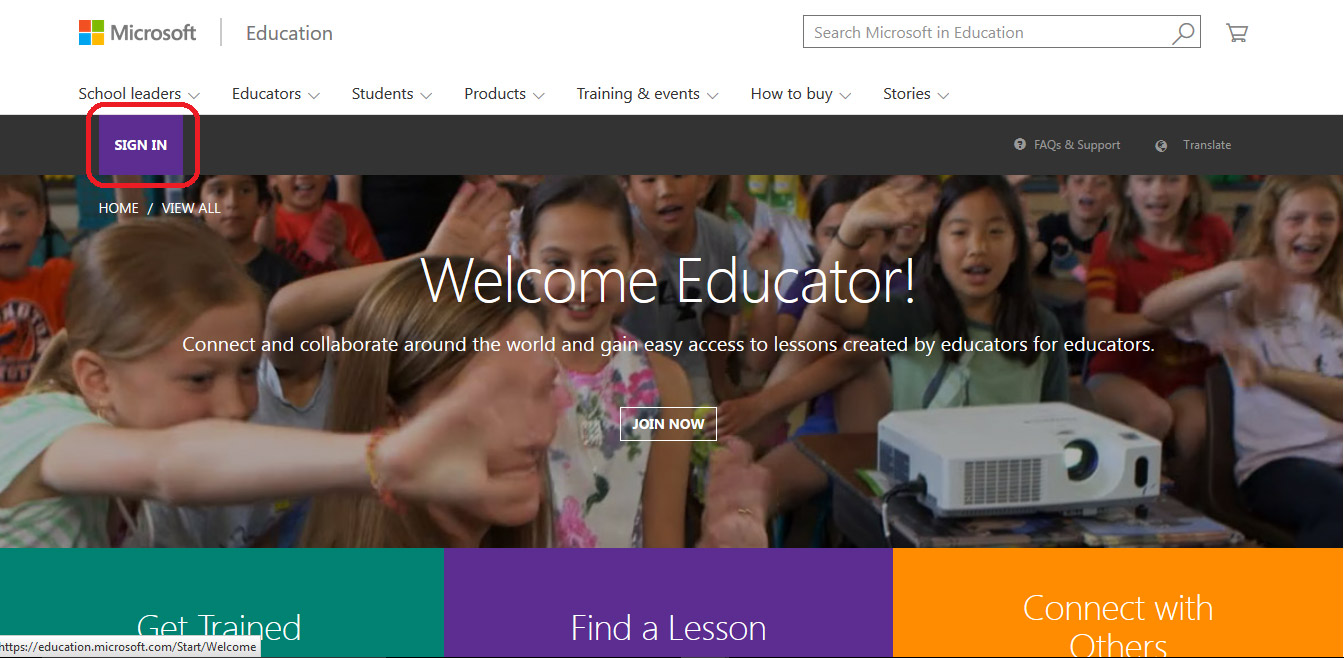 Microsoft Education
Search Microsoft in Education
School leaders Educators Students Products Training & events How to buy Stories
SIGN IN
FAQs & Support Translate
HOME / VIEW ALL
Welcome Educator!
Connect and collaborate around the world and gain easy access to lessons created by educators for educators.
JOIN NOW
Get Trained
Find a Lesson
Connect with
Others
https://education.microsoft.com/Start/Welcome